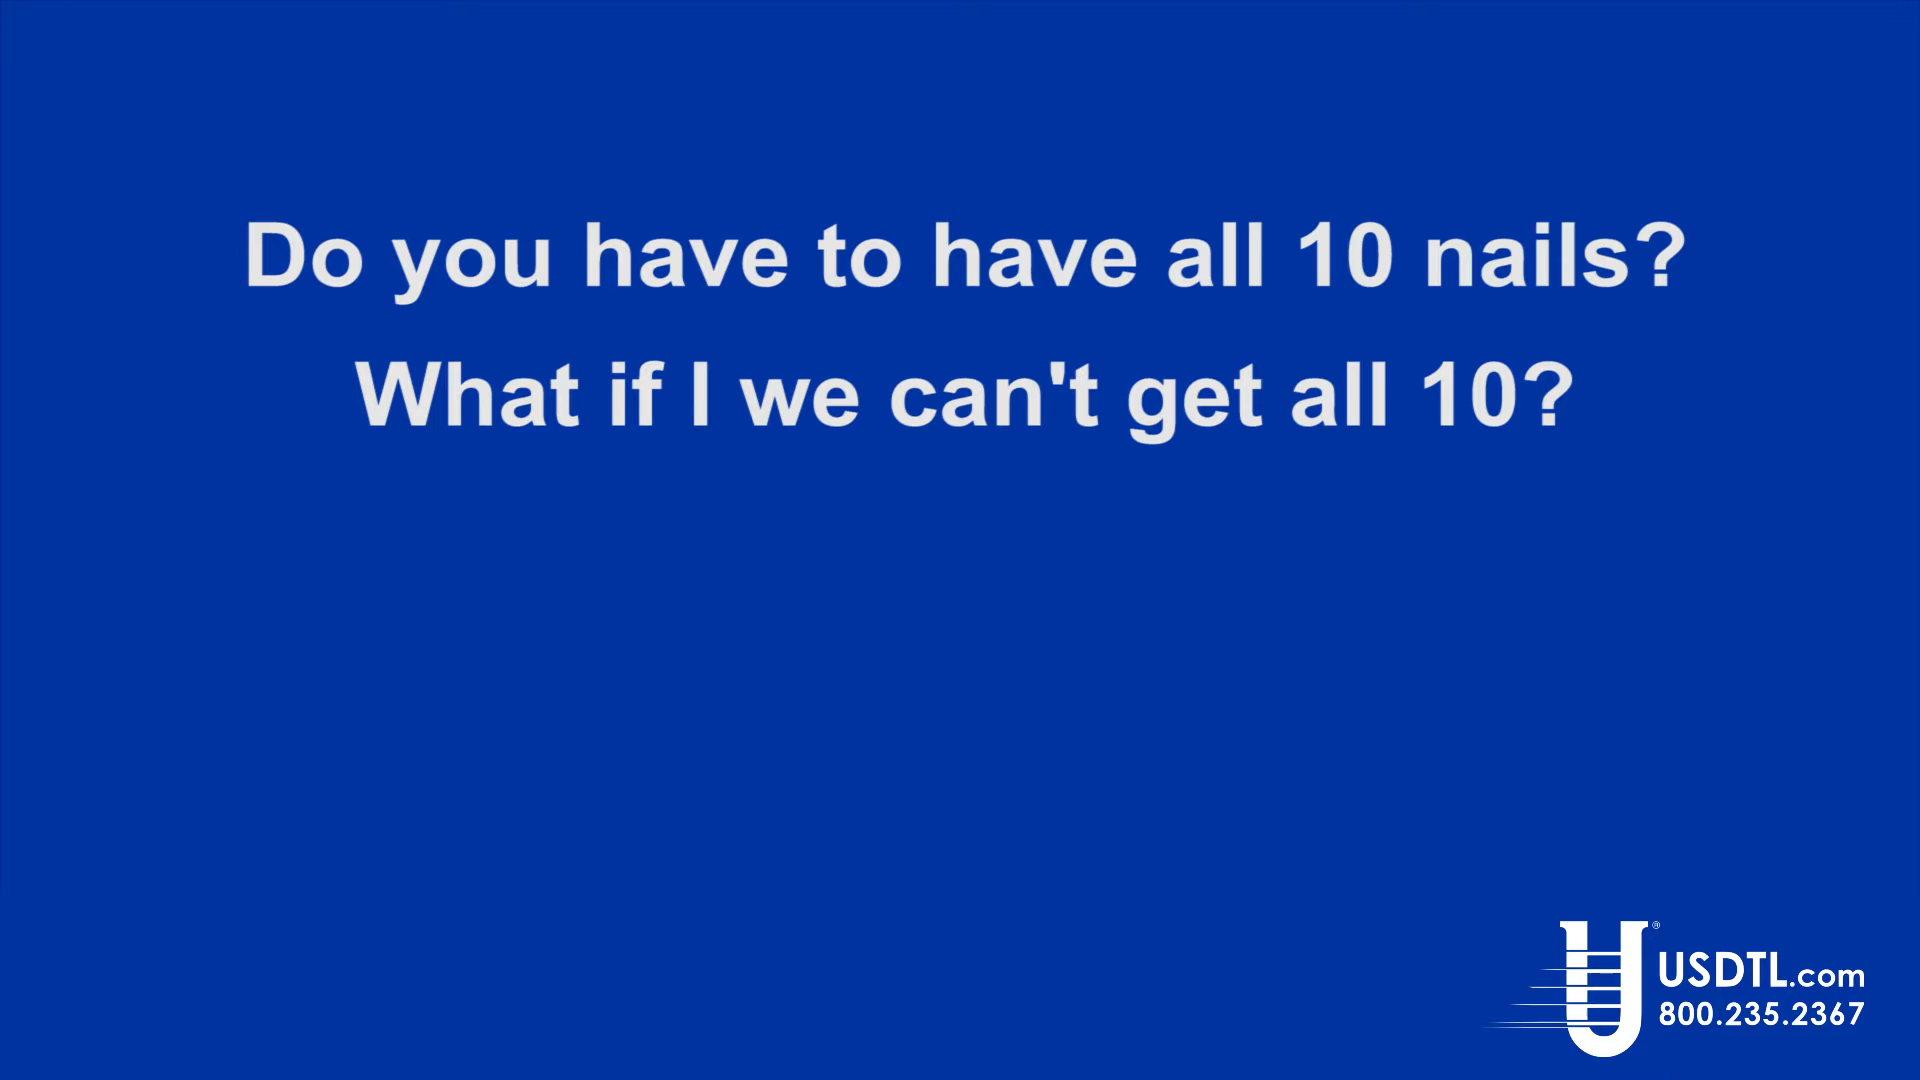 Do you have to have all 10 nails?
What if I we can't get all 10?
USDTL.com
800.235.2367